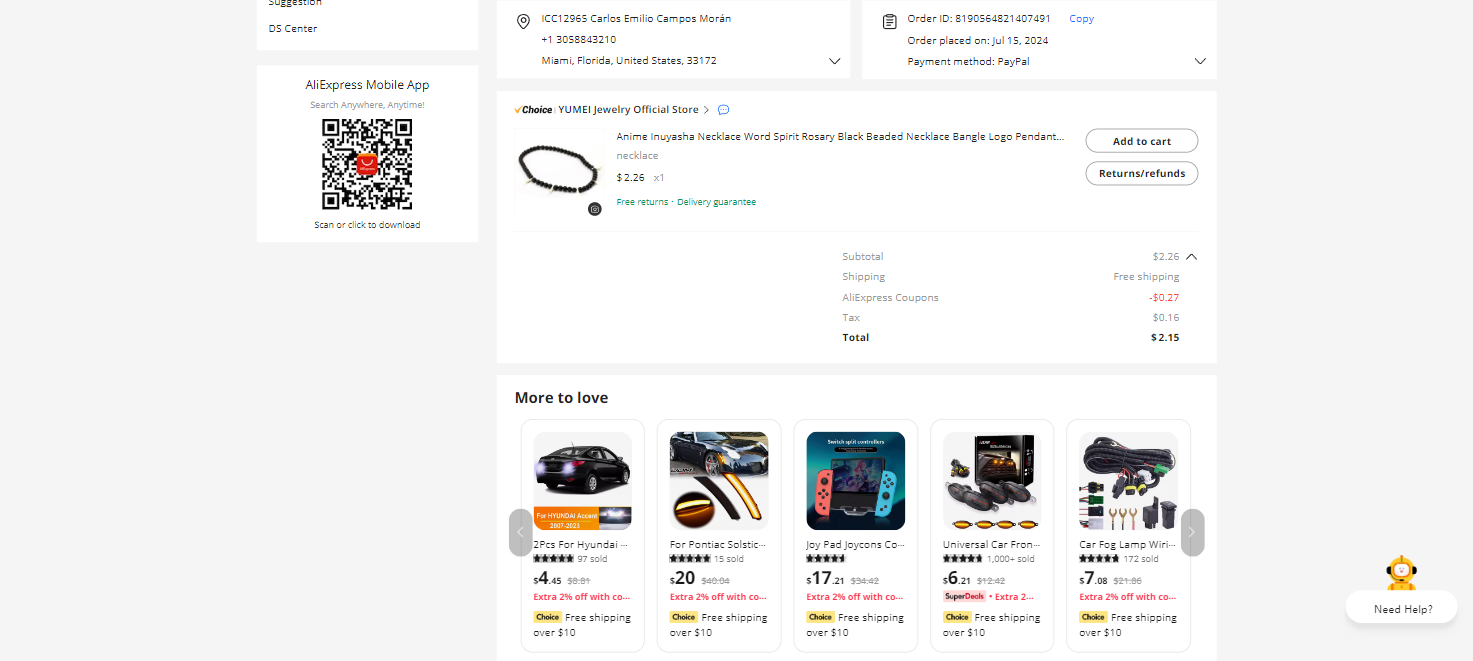 Suggestion
DS Center
AliExpress Mobile App
Search Anywhere, Anytime!
Scan or click to download
ICC12965 Carlos Emilio Campos Morán
+1 3058843210
Miami, Florida, United States, 33172
Order ID: 8190564821407491 Copy
Order placed on: Jul 15, 2024
Payment method: PayPal
Choice YUMEI Jewelry Official Store >
Anime Inuyasha Necklace Word Spirit Rosary Black Beaded Necklace Bangle Logo Pendant...
necklace
$2.26 x1
Free returns · Delivery guarantee
Add to cart
Returns/refunds
Subtotal $2.26
Shipping Free shipping
AliExpress Coupons -$0.27
Tax $0.16
Total $2.15
More to love
For HYUNDAI Accent
2007-2023
2Pcs For Hyundai ...
97 sold
$4.45 $8.81
Extra 2% off with co...
Choice Free shipping
over $10
For Pontiac Solstic...
15 sold
$20 $40.04
Extra 2% off with co...
Choice Free shipping
over $10
Switch split controllers
Joy Pad Joycons Co...
$17.21 $34.42
Extra 2% off with co...
Choice Free shipping
over $10
Universal Car Fron...
1,000+ sold
$6.21 $12.42
SuperDeals • Extra 2...
Choice Free shipping
over $10
Car Fog Lamp Wiri...
172 sold
$7.08 $21.86
Extra 2% off with co...
Choice Free shipping
over $10
Need Help?